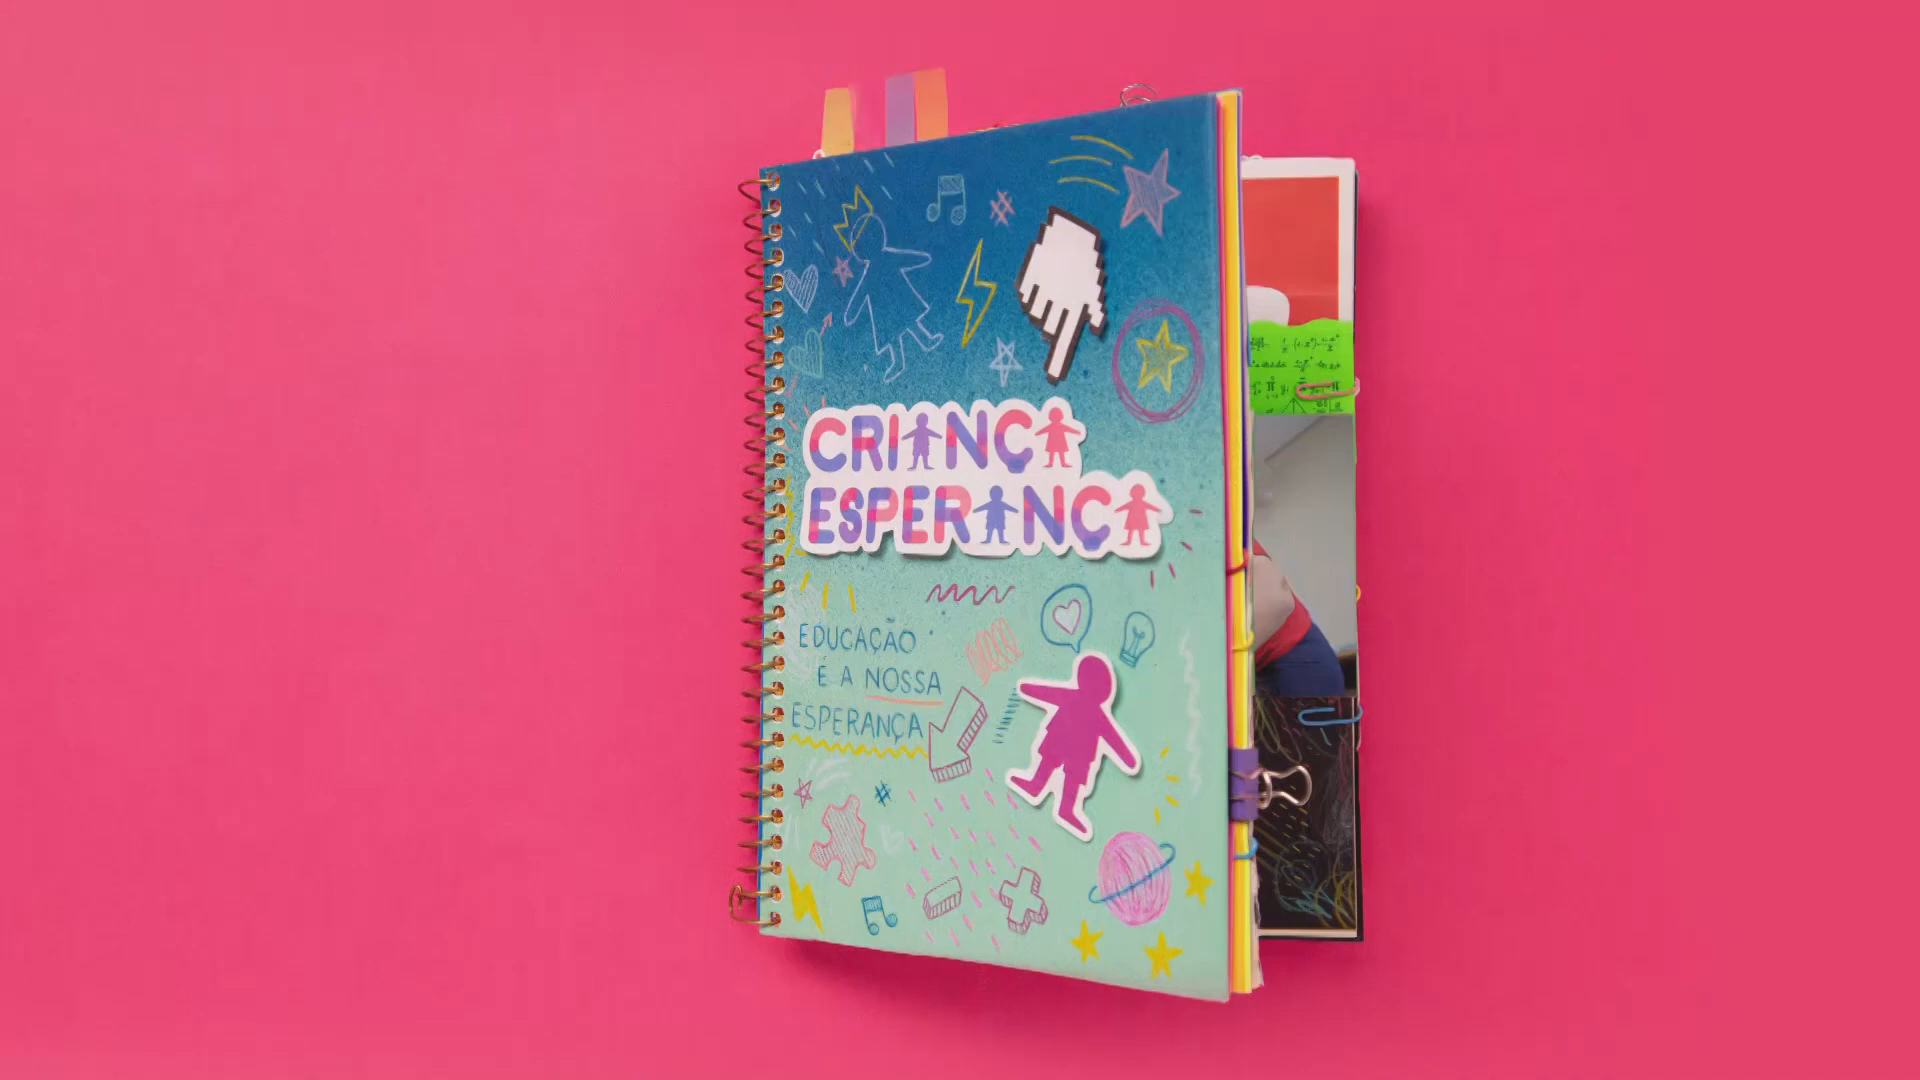 CRIANÇA
ESPERANÇA
EDUCAÇÃO
É A NOSSA
ESPERANÇA